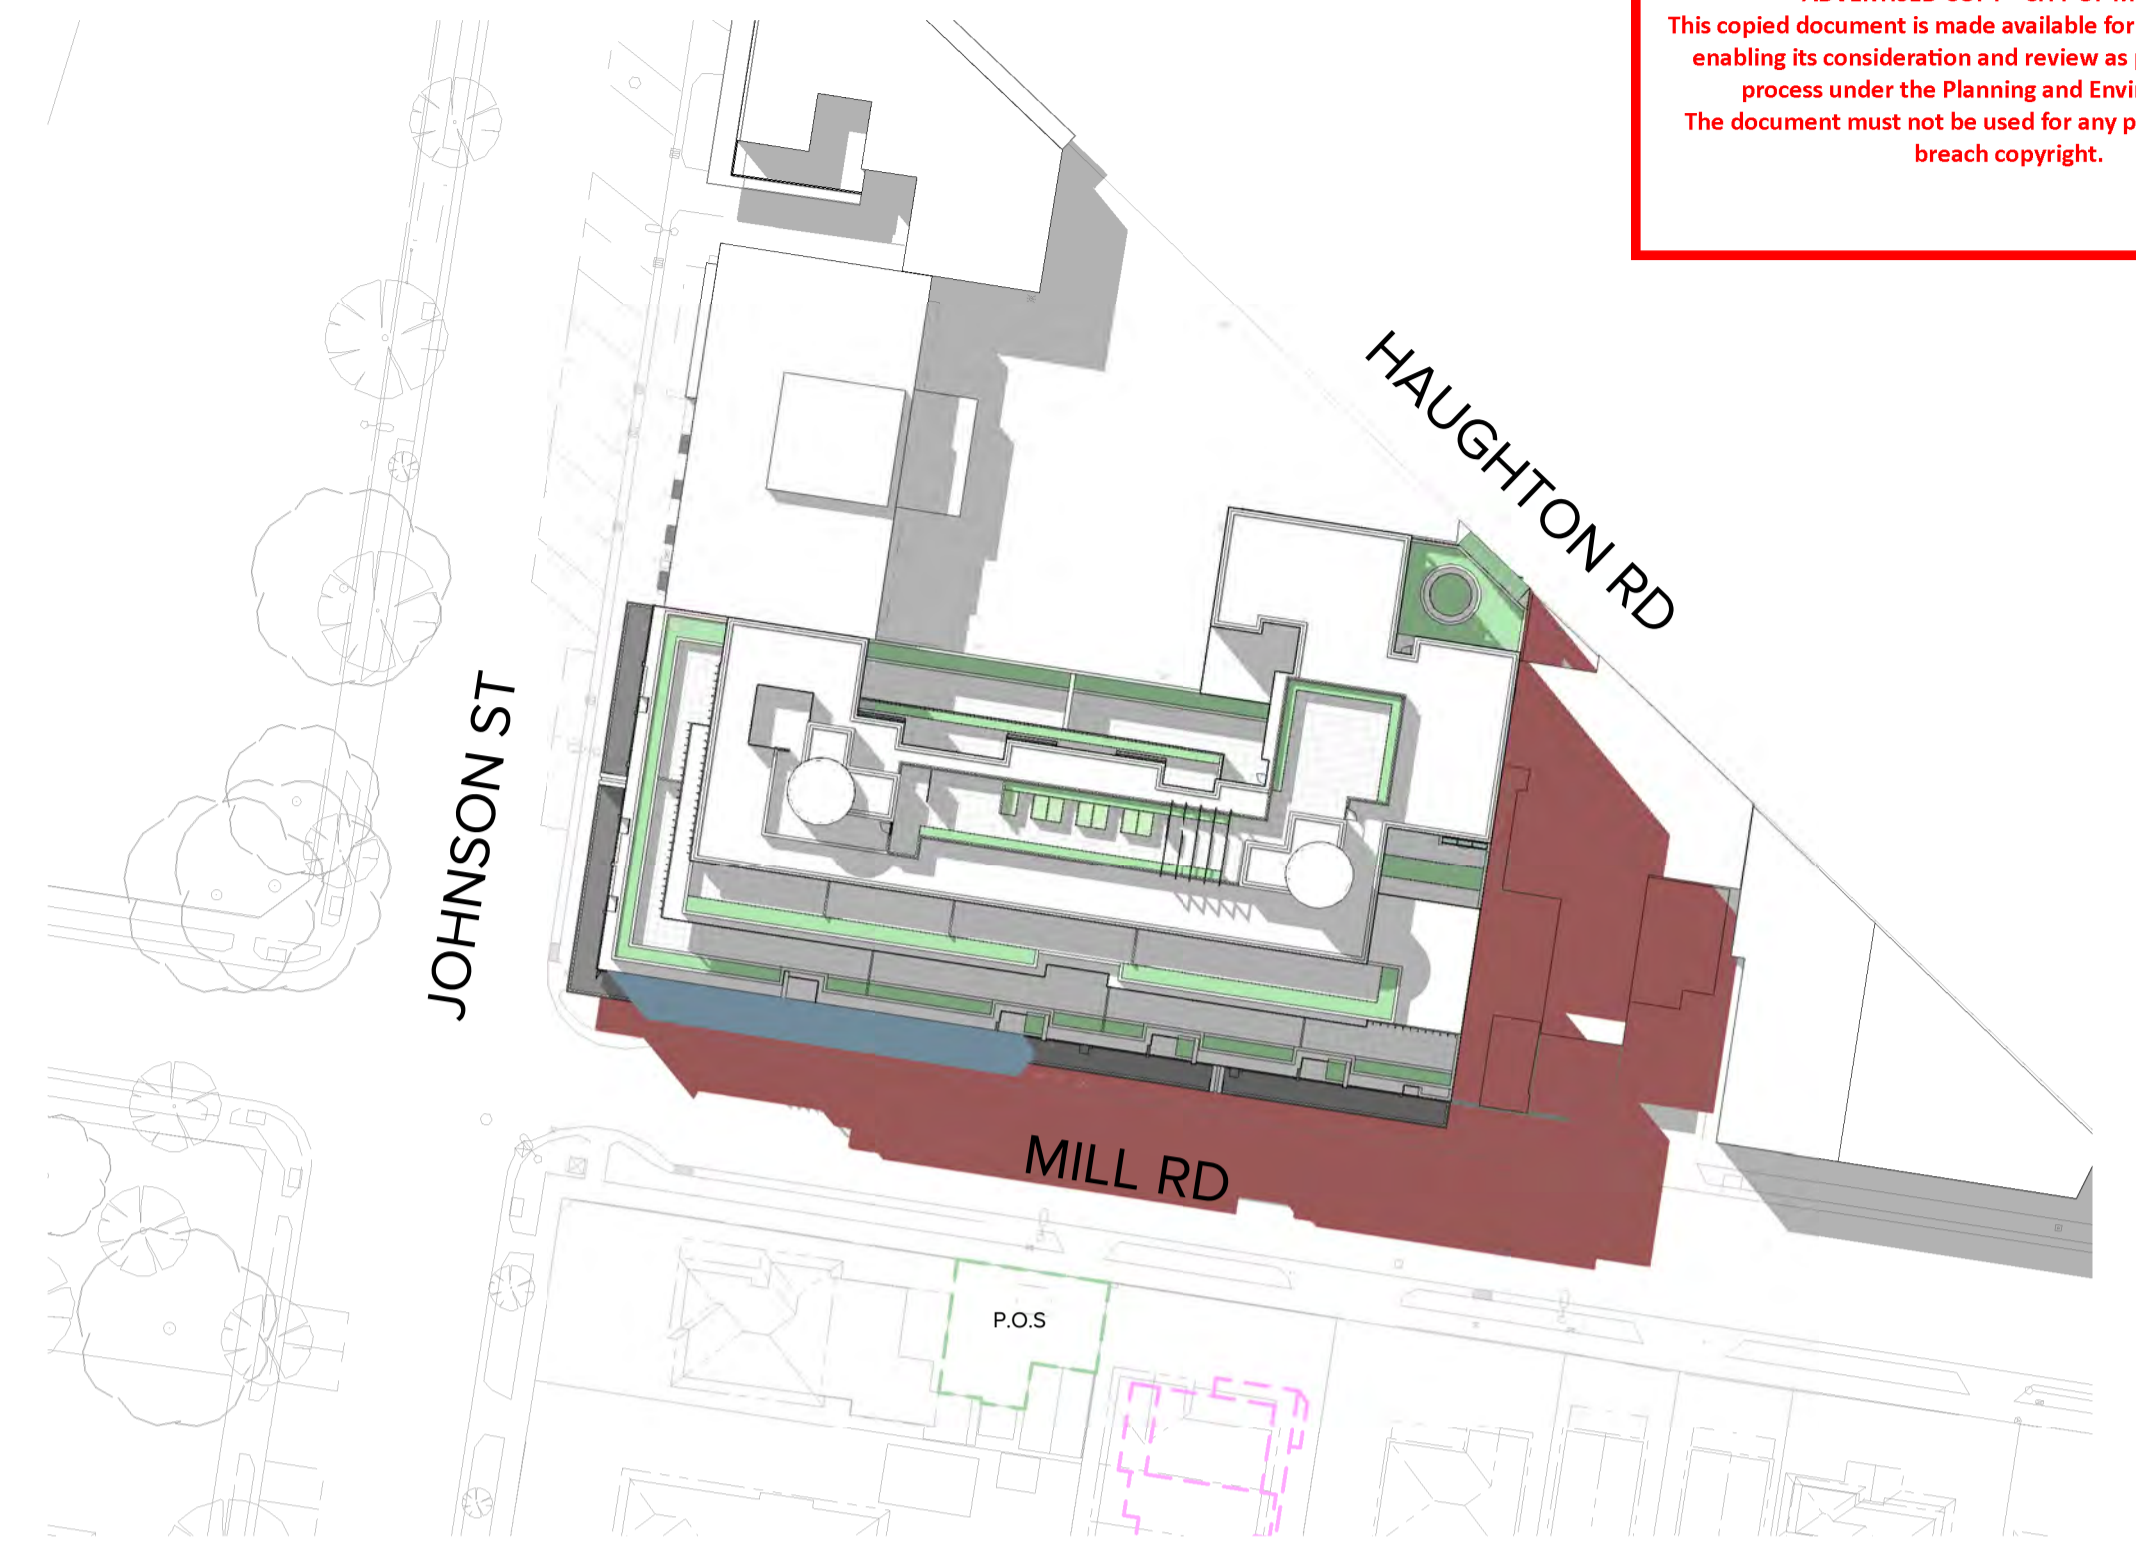 This copied document is made available for
enabling its consideration and review as
process under the Planning and
The document must not be used for any
breach copyright.
HAUGHTON RD
JOHNSON ST
MILL RD
P.O.S